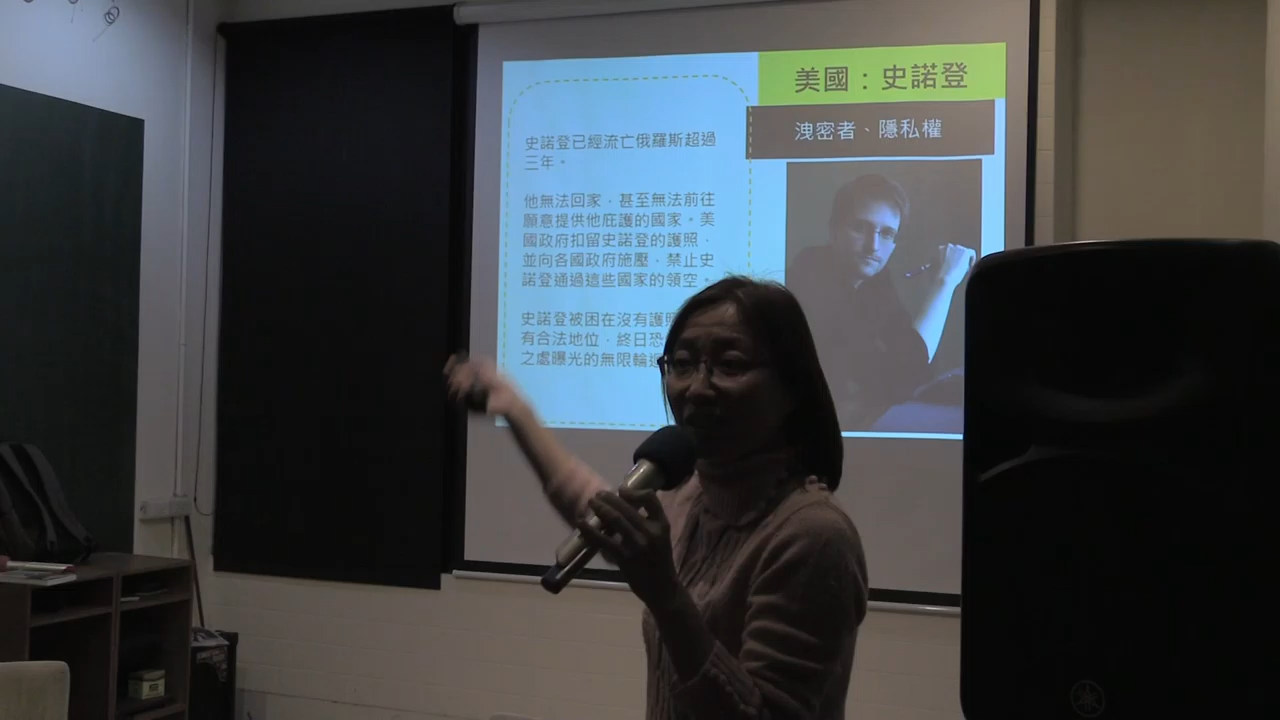 美國：史諾登
洩密者、隱私權
史諾登已經流亡俄羅斯超過
三年。
他無法回家，甚至無法前往
願意提供他庇護的國家。美
國政府扣留史諾登的護照，
並向各國政府施壓，禁止史
諾登通過這些國家的領空。
史諾登被困在沒有護
有合法地位，終日恐
之處曝光的無限輪